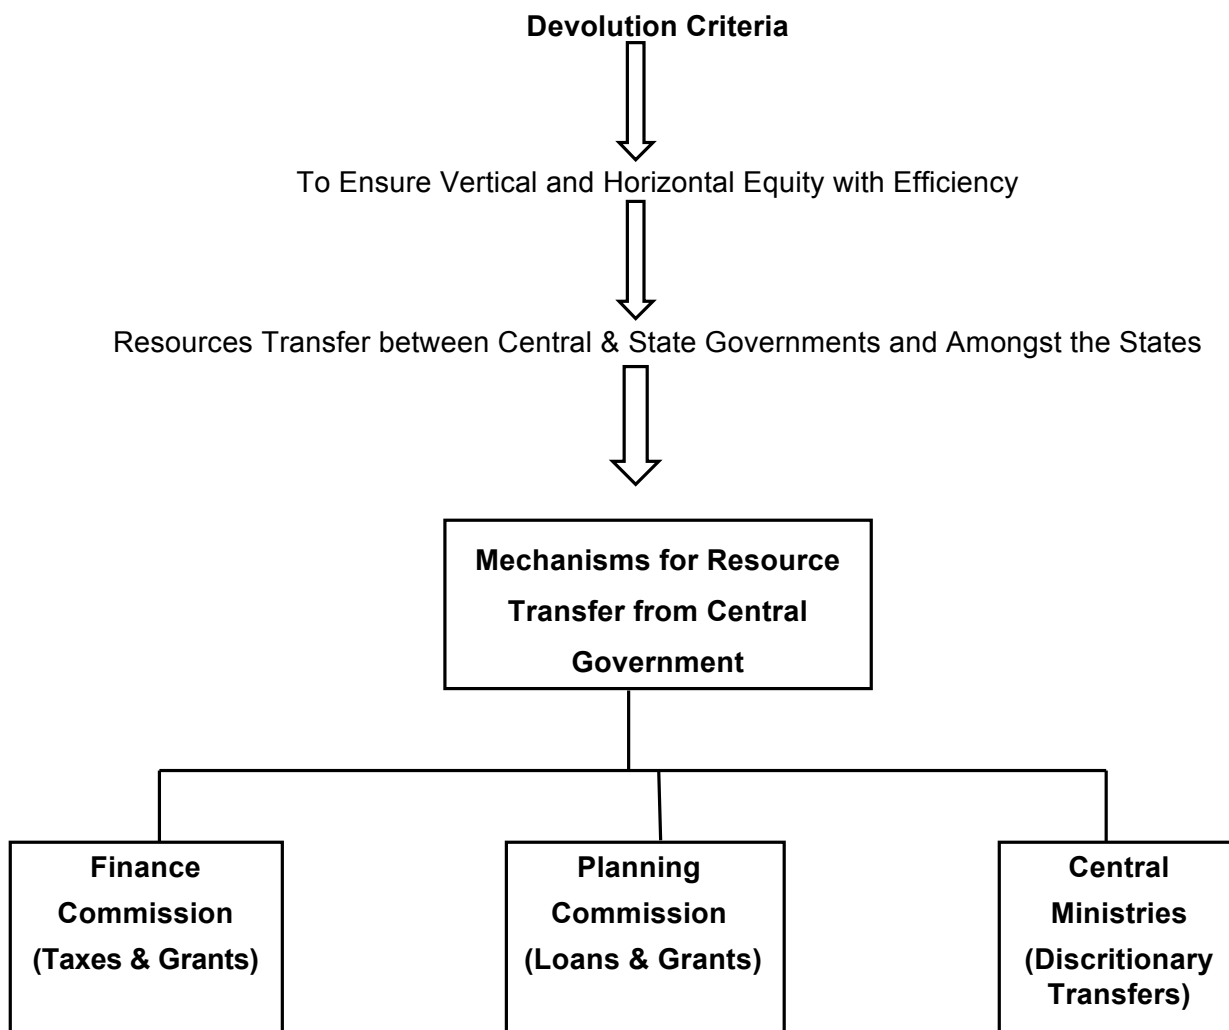 Devolution Criteria
To Ensure Vertical and Horizontal Equity with Efficiency
Resources Transfer between Central & State Governments and Amongst the States
Mechanisms for Resource
Transfer from Central
Government
Finance
Commission
(Taxes & Grants)
Planning
Commission
(Loans & Grants)
Central
Ministries
(Discritionary
Transfers)